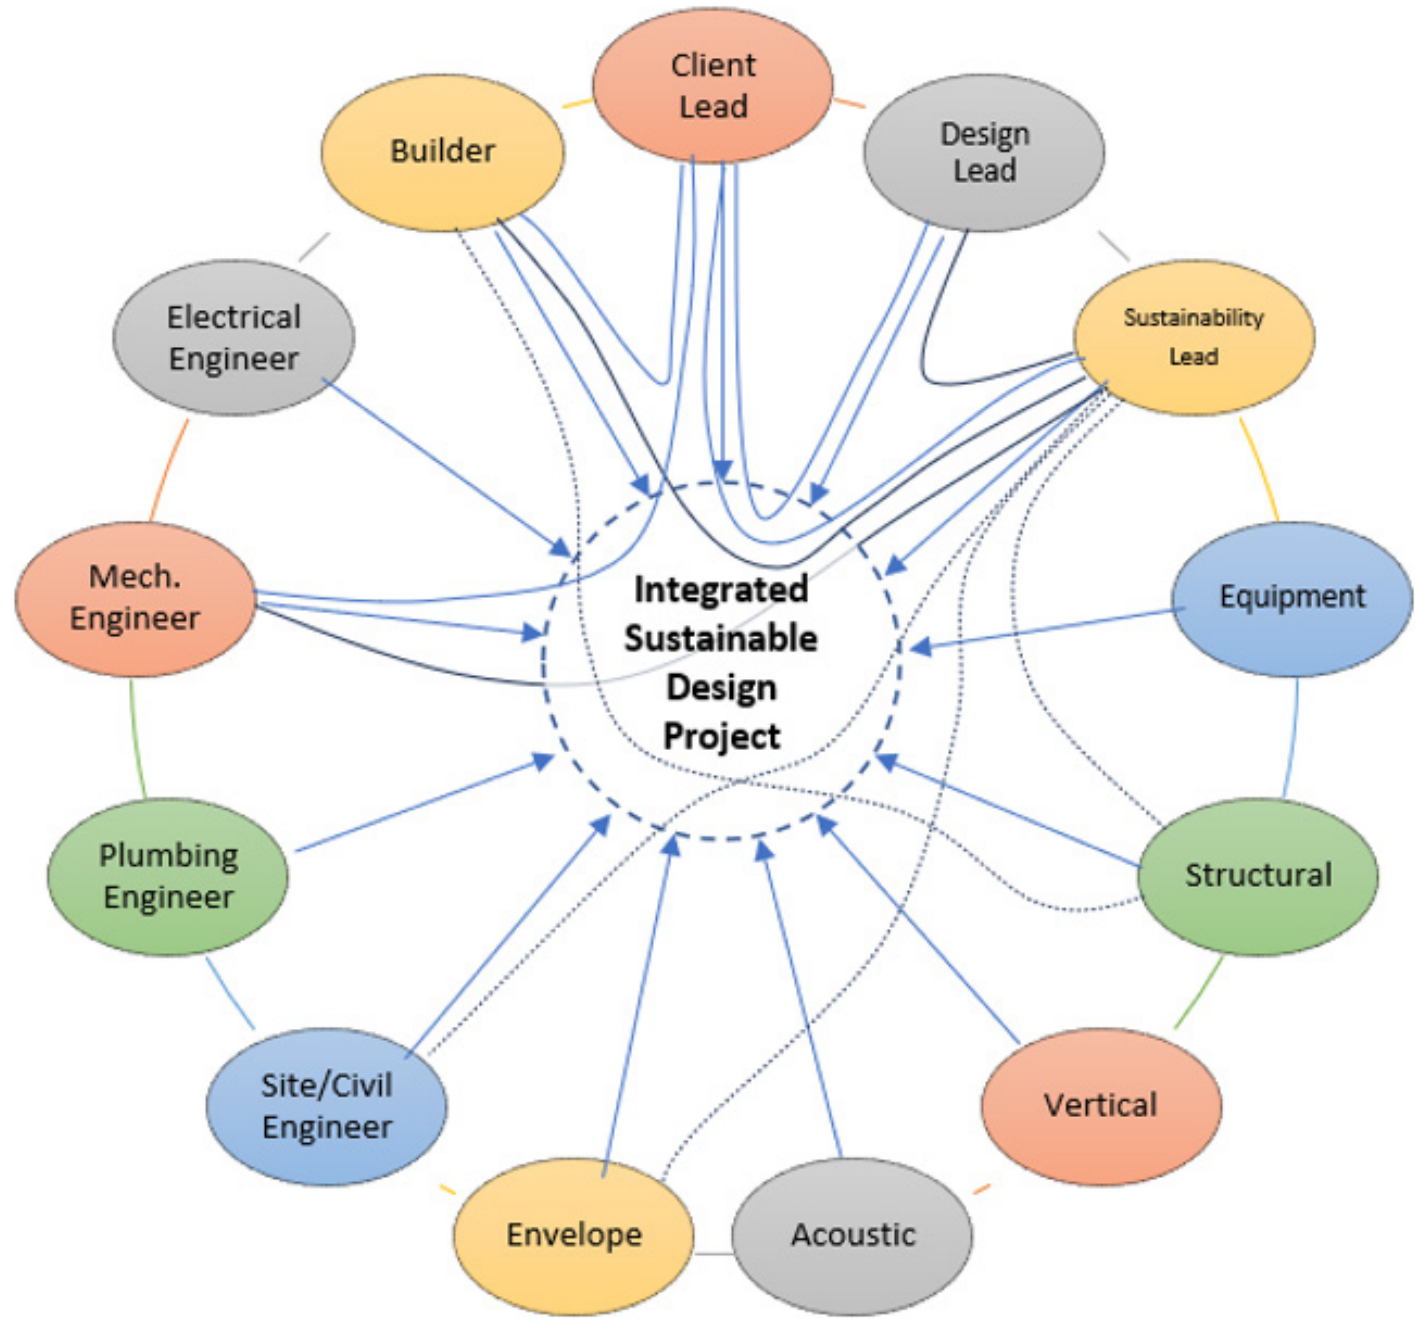 Client
Lead
Design
Lead
Sustainability
Lead
Equipment
Structural
Vertical
Acoustic
Envelope
Site/Civil
Engineer
Plumbing
Engineer
Mech.
Engineer
Electrical
Engineer
Builder
Integrated
Sustainable
Design
Project